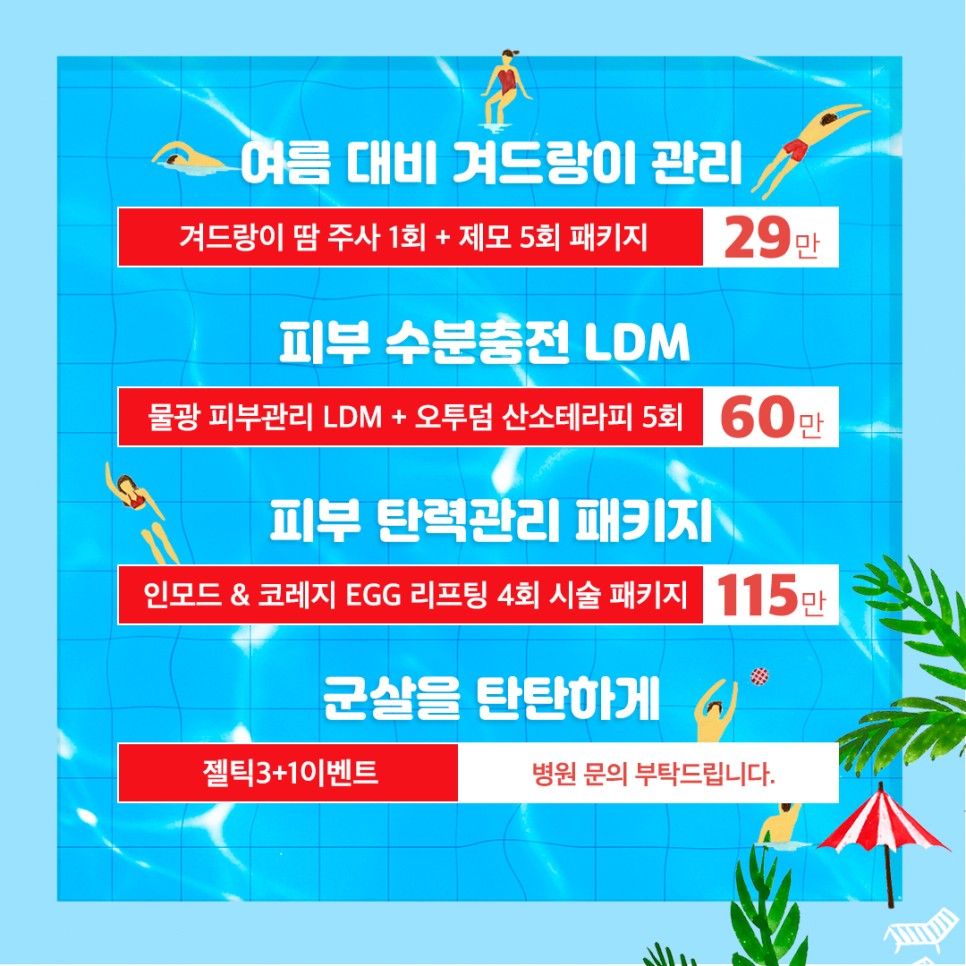 여름 대비 겨드랑이 관리
겨드랑이 땀 주사 1회 + 제모 5회 패키지 29만
피부 수분충전 LDM
물광 피부관리 LDM + 오투덤 산소테라피 5회 60만
피부 탄력관리 패키지
인모드 & 코레지 EGG 리프팅 4회 시술 패키지 115만
군살을 탄탄하게
젤틱3+1이벤트 병원 문의 부탁드립니다.